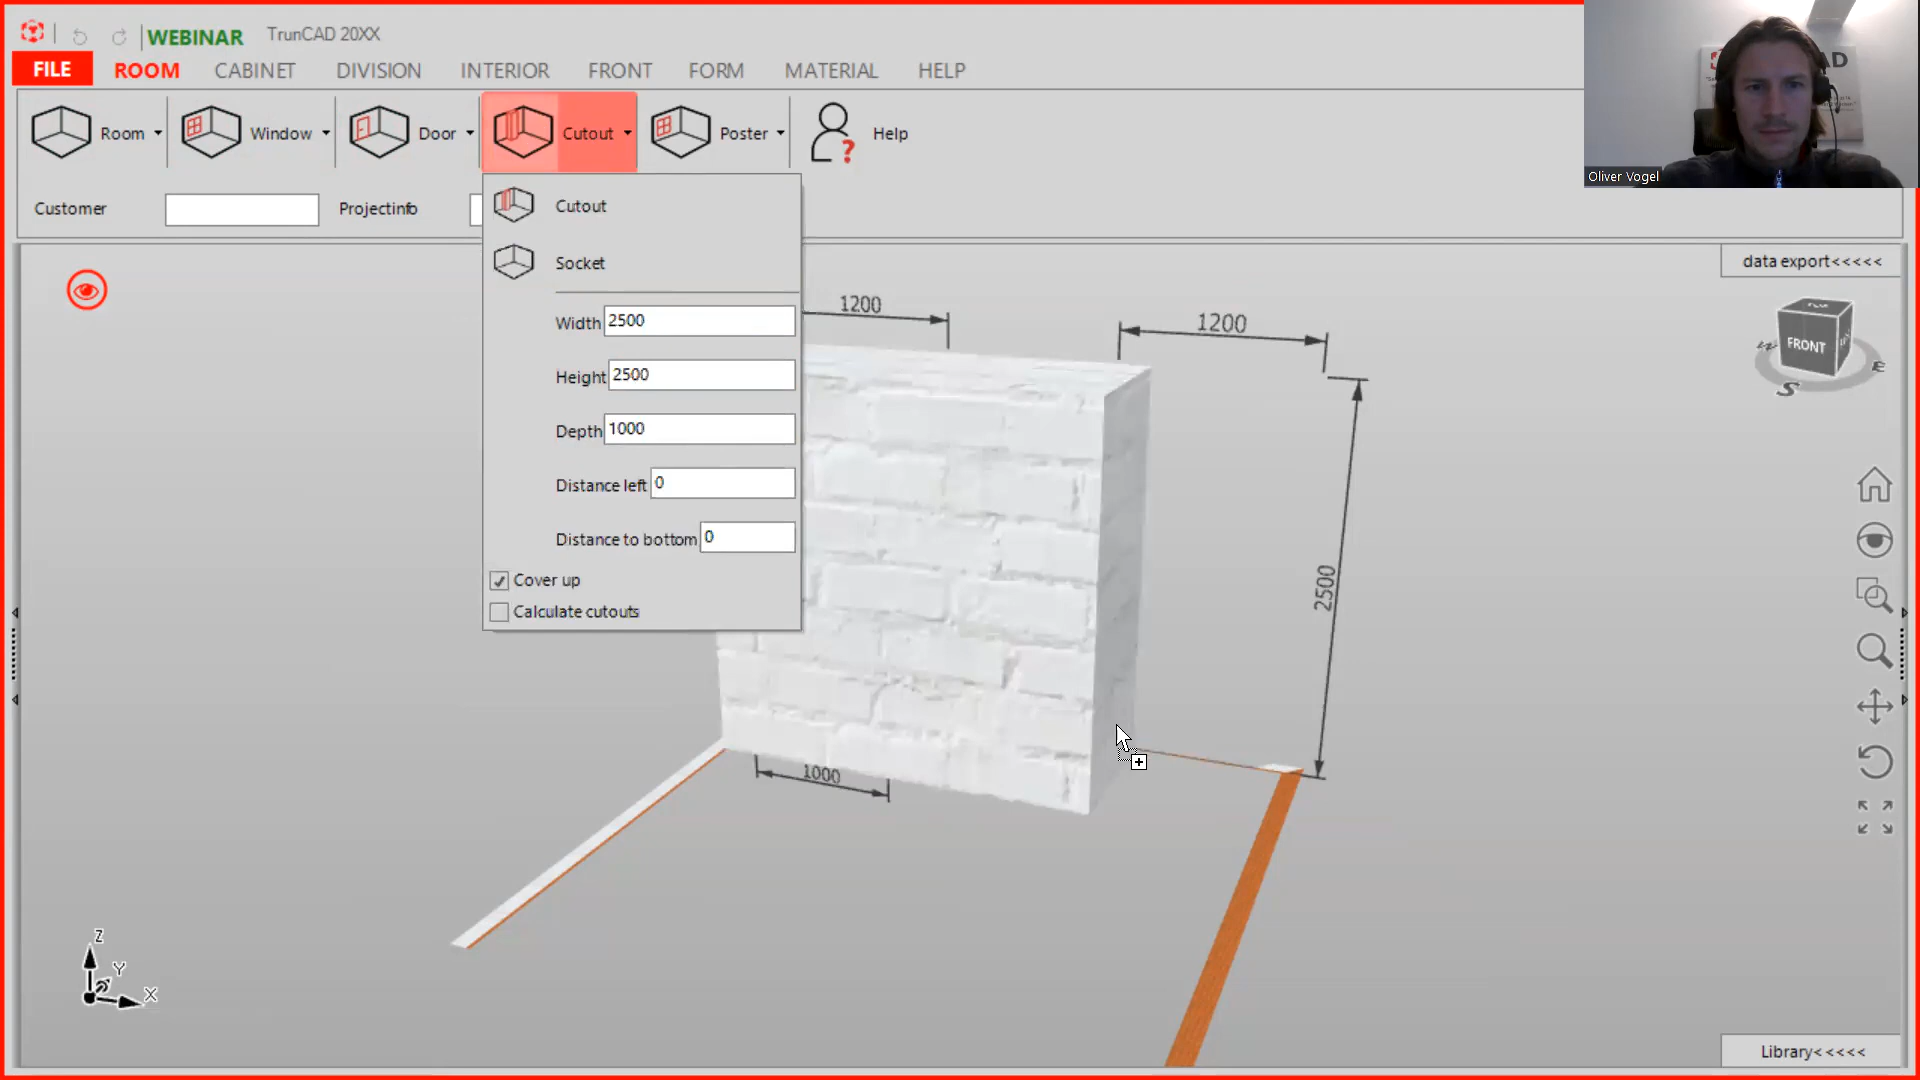 WEBINAR TrunCAD 20XX
FILE ROOM CABINET DIVISION INTERIOR FRONT FORM MATERIAL HELP
Room Window Door Cutout Poster Help
Customer Projectinfo
Oliver Vogel
Cutout
Socket
Width 2500
Height 2500
Depth 1000
Distance left 0
Distance to bottom 0
Cover up
Calculate cutouts
data export<<<<<
1200
1200
2500
1000
TOP
FRONT
W
S
E
Z
Y
X
Library<<<<<